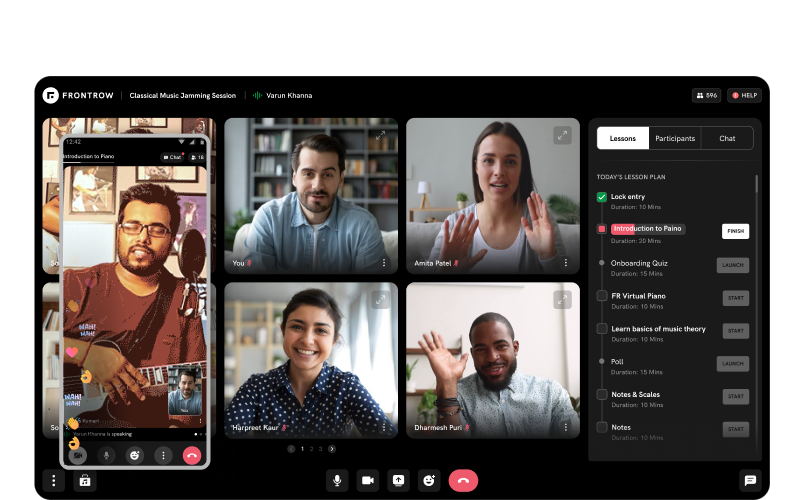 FRONTROW
Classical Music Jamming Session
Varun Khanna
596
HELP
12:42
Introduction to Piano
Chat
18
WAH!
WAH!
WAH!
WAH!
Kumari
Varun Khanna is speaking
You
You
Amita Patel
Harpreet Kaur
Dharmesh Puri
1 2 3
Lessons
Participants
Chat
TODAY'S LESSON PLAN
Lock entry
Duration: 10 Mins
Introduction to Paino
Duration: 20 Mins
FINISH
Onboarding Quiz
Duration: 15 Mins
LAUNCH
FR Virtual Piano
Duration: 10 Mins
START
Learn basics of music theory
Duration: 10 Mins
START
Poll
Duration: 15 Mins
LAUNCH
Notes & Scales
Duration: 10 Mins
START
Notes
Duration: 10 Mins
START